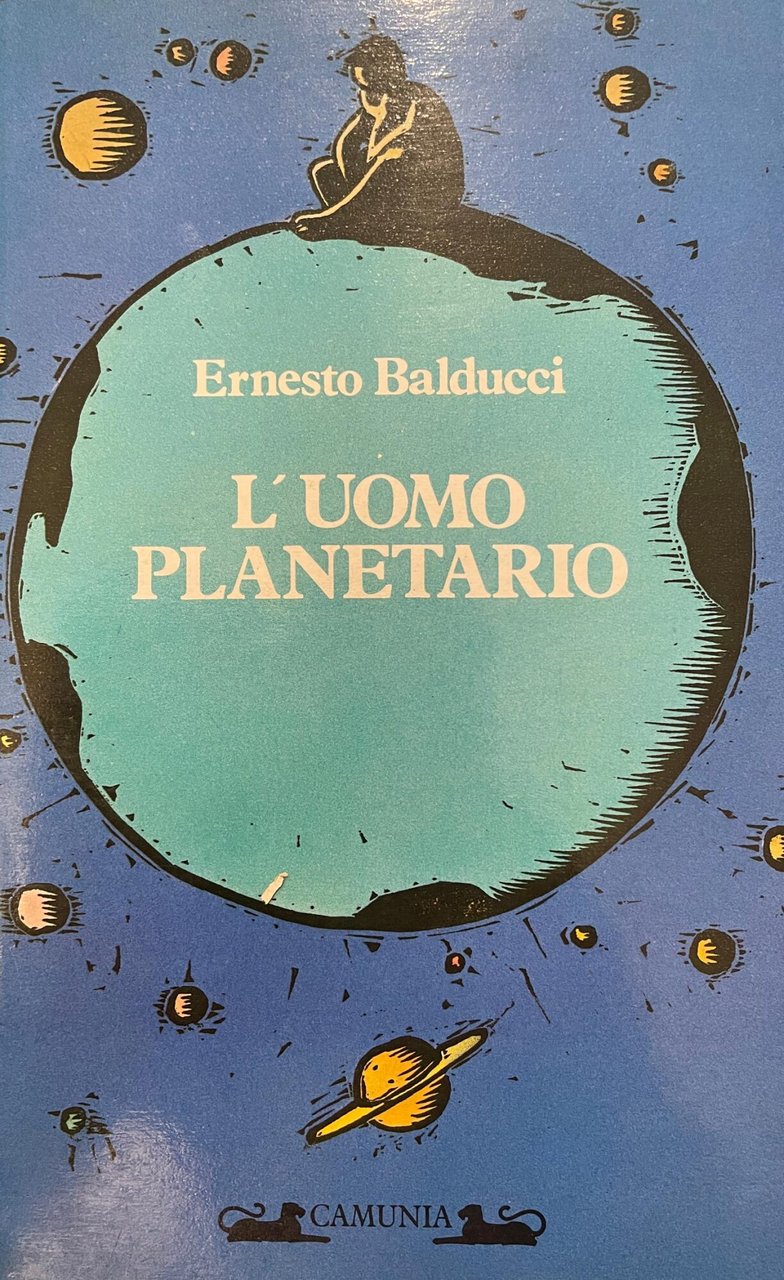 Ernesto Balducci
L'UOMO
PLANETARIO
CAMUNIA